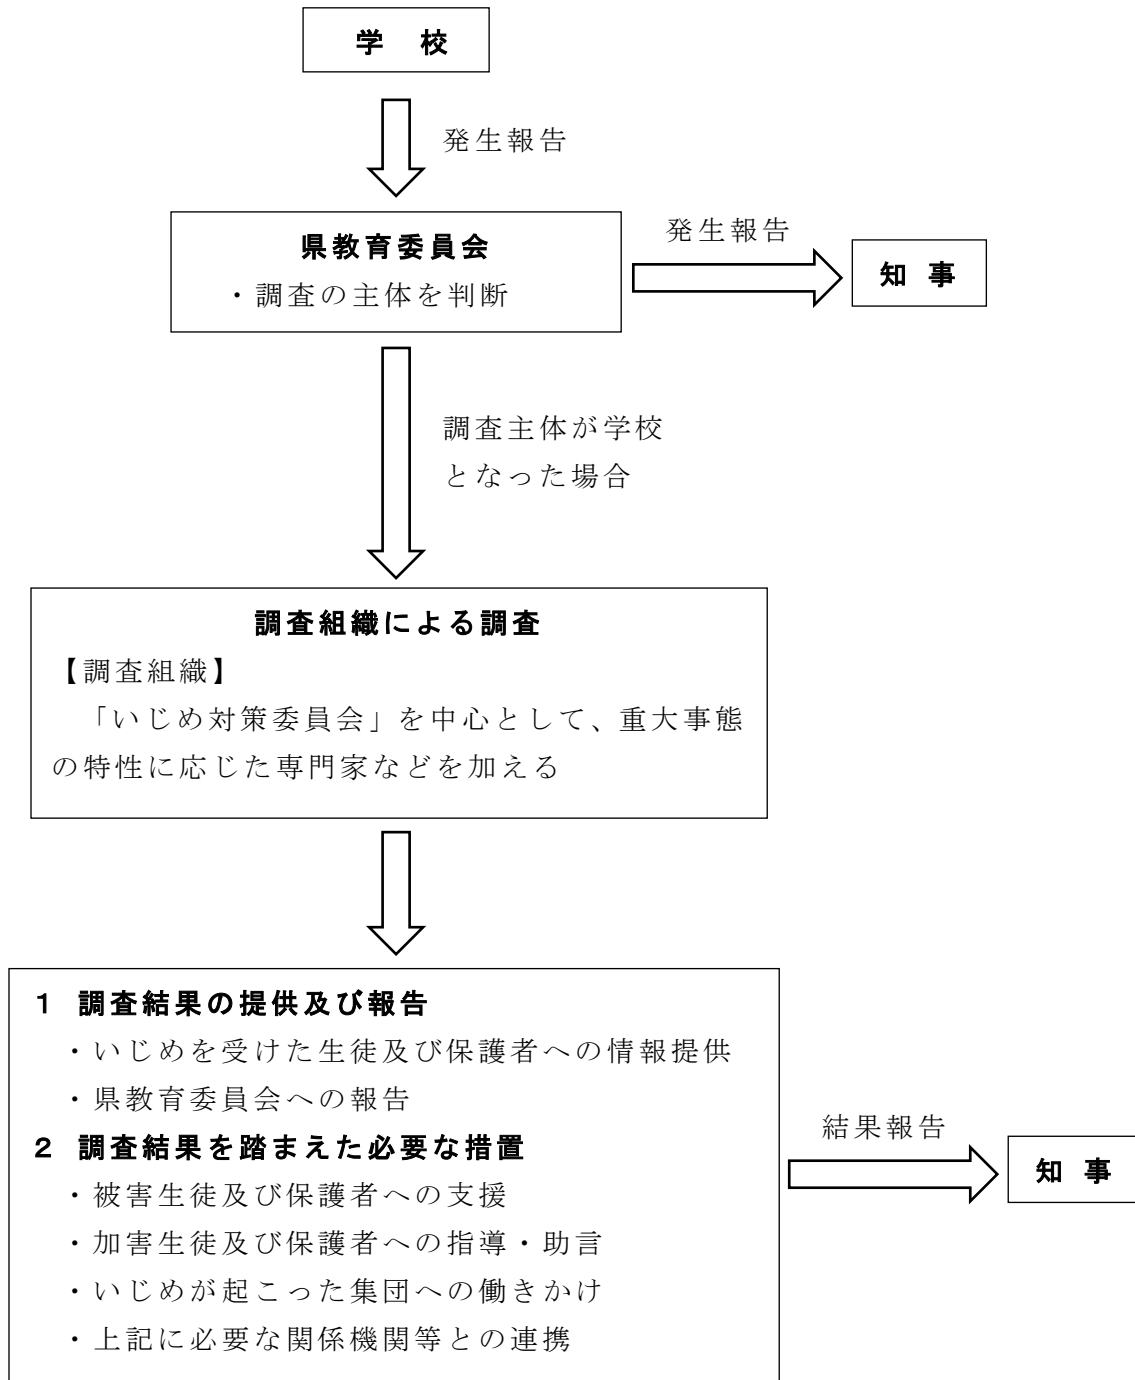 学 校
発生報告
県教育委員会
・調査の主体を判断
発生報告
知 事
調査主体が学校
となった場合
調査組織による調査
【調査組織】
「いじめ対策委員会」を中心として、重大事態
の特性に応じた専門家などを加える
1 調査結果の提供及び報告
・いじめを受けた生徒及び保護者への情報提供
・県教育委員会への報告
2 調査結果を踏まえた必要な措置
・被害生徒及び保護者への支援
・加害生徒及び保護者への指導・助言
・いじめが起こった集団への働きかけ
・上記に必要な関係機関等との連携
結果報告
知 事